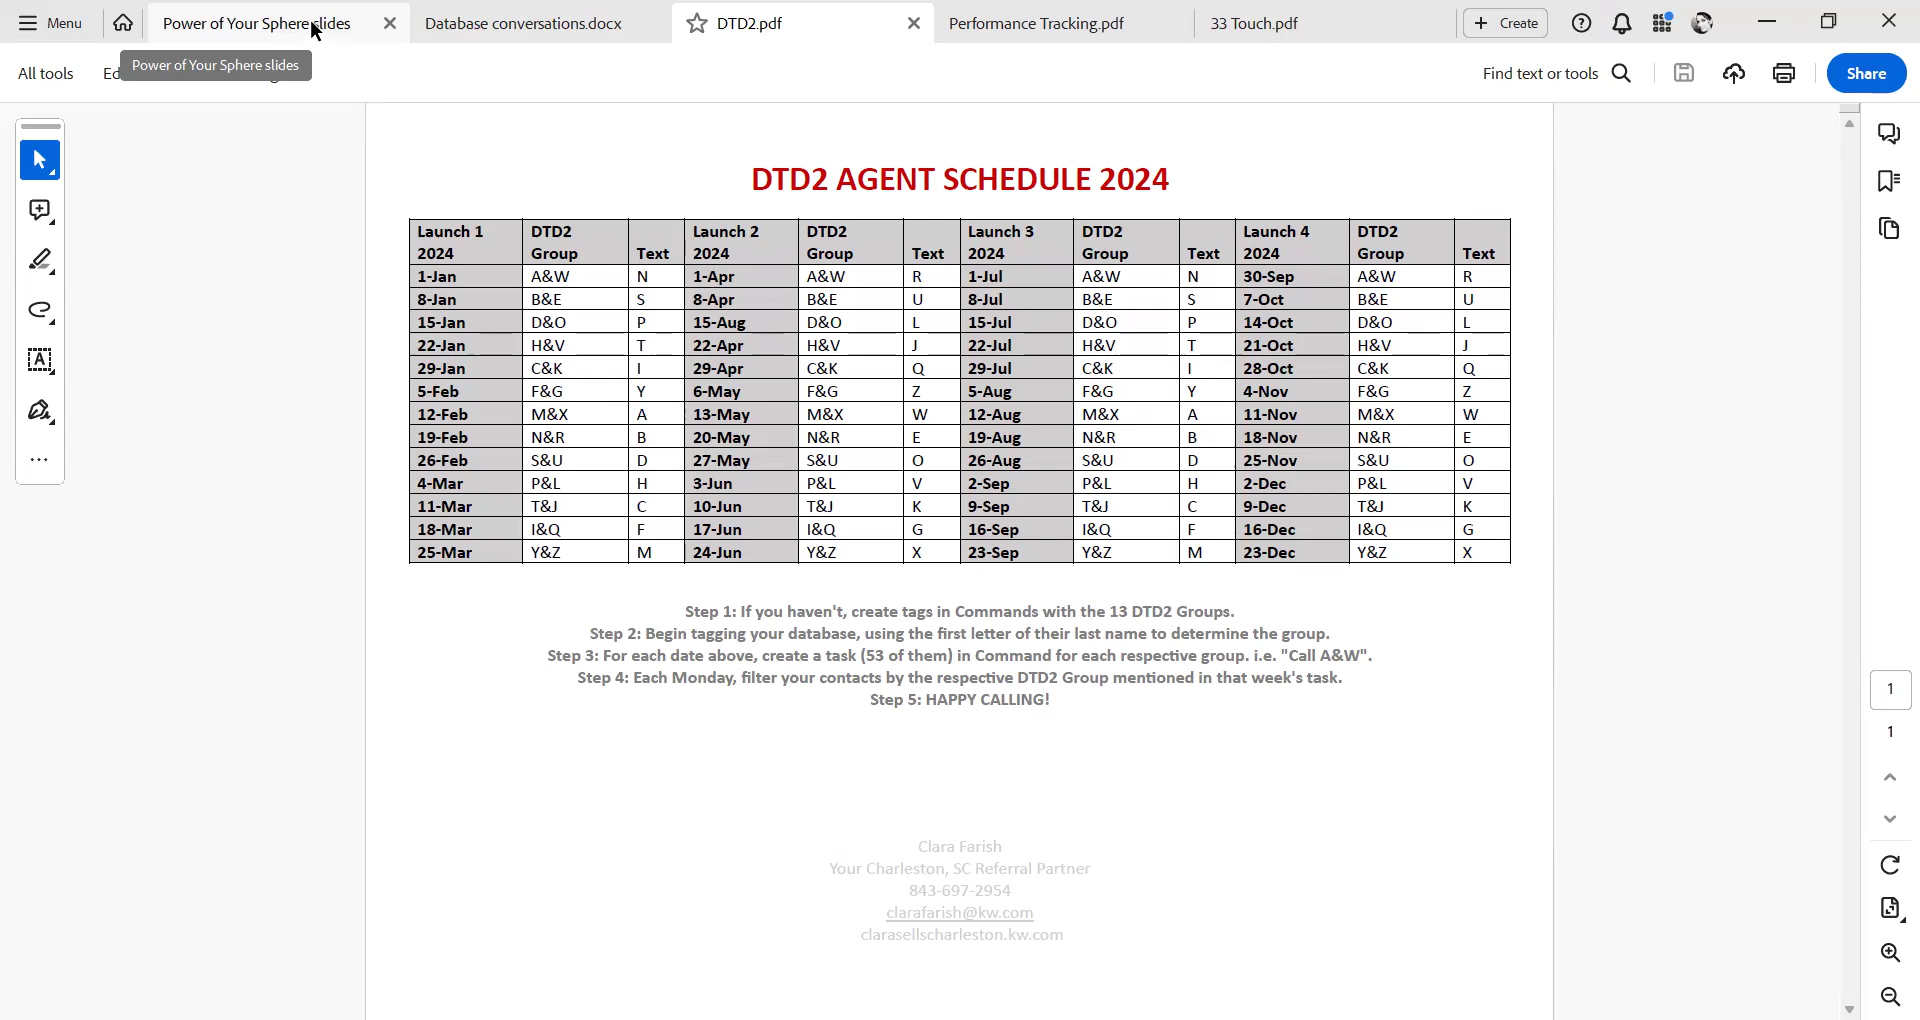 Menu
Power of Your Sphere slides
Database conversations.docx
DTD2.pdf
Performance Tracking.pdf
33 Touch.pdf
Create
All tools
Ed
Power of Your Sphere slides
Find text or tools
Share
DTD2 AGENT SCHEDULE 2024
Launch 1 2024 DTD2 Group Text Launch 2 2024 DTD2 Group Text Launch 3 2024 DTD2 Group Text Launch 4 2024 DTD2 Group Text
1-Jan A&W N 1-Apr A&W R 1-Jul A&W N 30-Sep A&W R
8-Jan B&E S 8-Apr B&E U 8-Jul B&E S 7-Oct B&E U
15-Jan D&O P 15-Aug D&O L 15-Jul D&O P 14-Oct D&O L
22-Jan H&V T 22-Apr H&V J 22-Jul H&V T 21-Oct H&V J
29-Jan C&K I 29-Apr C&K Q 29-Jul C&K I 28-Oct C&K Q
5-Feb F&G Y 6-May F&G Z 5-Aug F&G Y 4-Nov F&G Z
12-Feb M&X A 13-May M&X W 12-Aug M&X A 11-Nov M&X W
19-Feb N&R B 20-May N&R E 19-Aug N&R B 18-Nov N&R E
26-Feb S&U D 27-May S&U O 26-Aug S&U D 25-Nov S&U O
4-Mar P&L H 3-Jun P&L V 2-Sep P&L H 2-Dec P&L V
11-Mar T&J C 10-Jun T&J K 9-Sep T&J C 9-Dec T&J K
18-Mar I&Q F 17-Jun I&Q G 16-Sep I&Q F 16-Dec I&Q G
25-Mar Y&Z M 24-Jun Y&Z X 23-Sep Y&Z M 23-Dec Y&Z X
Step 1: If you haven't, create tags in Commands with the 13 DTD2 Groups.
Step 2: Begin tagging your database, using the first letter of their last name to determine the group.
Step 3: For each date above, create a task (53 of them) in Command for each respective group. i.e. "Call A&W".
Step 4: Each Monday, filter your contacts by the respective DTD2 Group mentioned in that week's task.
Step 5: HAPPY CALLING!
Clara Farish
Your Charleston, SC Referral Partner
843-697-2954
clarafarish@kw.com
clarasellscharleston.kw.com
1
1